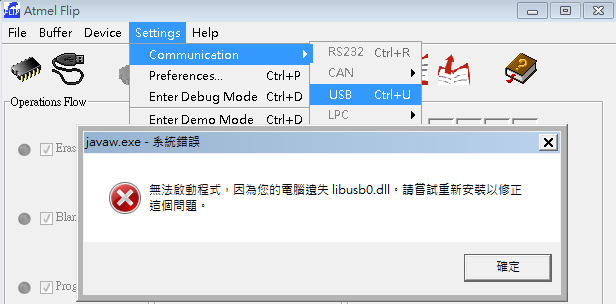 Atmel Flip
File Buffer Device Settings Help
Communication
Preferences... Ctrl+P
Enter Debug Mode Ctrl+D
Enter Demo Mode Ctrl+D
RS232 Ctrl+R
CAN
USB Ctrl+U
LPC
Operations Flow
Eras
Blan
Prog
javaw.exe - 系統錯誤
無法啟動程式，因為您的電腦遺失 libusb0.dll。請嘗試重新安裝以修正
這個問題。
確定